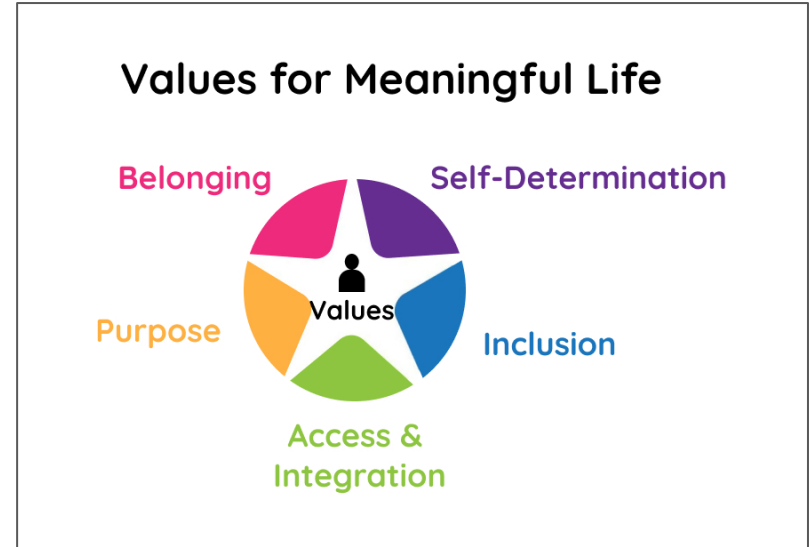 Values for Meaningful Life
Belonging
Self-Determination
Values
Purpose
Inclusion
Access &
Integration